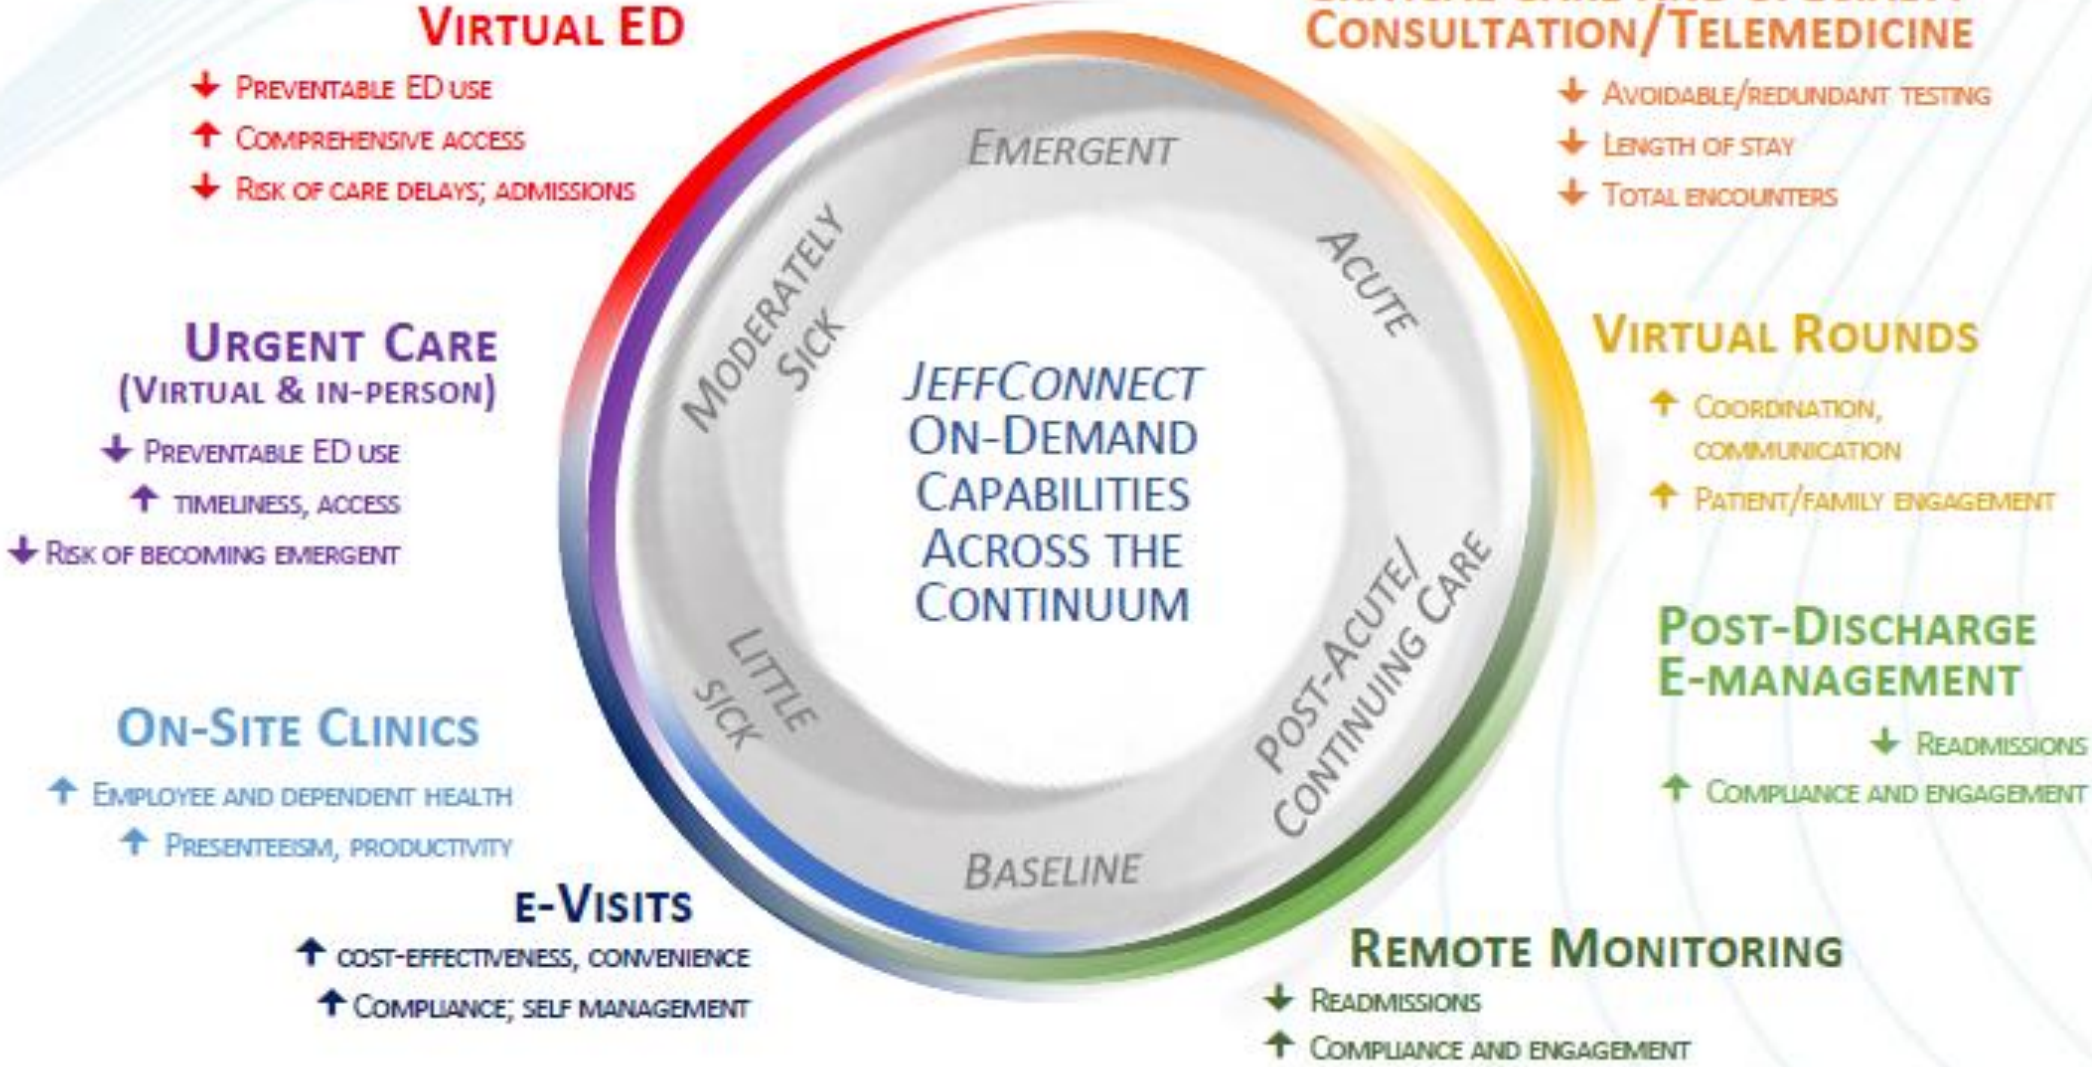 VIRTUAL ED
↓ PREVENTABLE ED USE
↑ COMPREHENSIVE ACCESS
↓ RISK OF CARE DELAYS; ADMISSIONS
URGENT CARE
(VIRTUAL & IN-PERSON)
↓ PREVENTABLE ED USE
↑ TIMELINESS, ACCESS
↓ RISK OF BECOMING EMERGENT
ON-SITE CLINICS
↑ EMPLOYEE AND DEPENDENT HEALTH
↑ PRESENTEEISM, PRODUCTIVITY
E-VISITS
↑ COST-EFFECTIVENESS, CONVENIENCE
↑ COMPLIANCE; SELF MANAGEMENT
EMERGENT
ACUTE
POST-ACUTE/
CONTINUING CARE
BASELINE
LITTLE
SICK
MODERATELY
SICK
JEFFCONNECT
ON-DEMAND
CAPABILITIES
ACROSS THE
CONTINUUM
CONSULTATION/TELEMEDICINE
↓ AVOIDABLE/REDUNDANT TESTING
↓ LENGTH OF STAY
↓ TOTAL ENCOUNTERS
VIRTUAL ROUNDS
↑ COORDINATION,
COMMUNICATION
↑ PATIENT/FAMILY ENGAGEMENT
POST-DISCHARGE
E-MANAGEMENT
↓ READMISSIONS
↑ COMPLIANCE AND ENGAGEMENT
REMOTE MONITORING
↓ READMISSIONS
↑ COMPLIANCE AND ENGAGEMENT